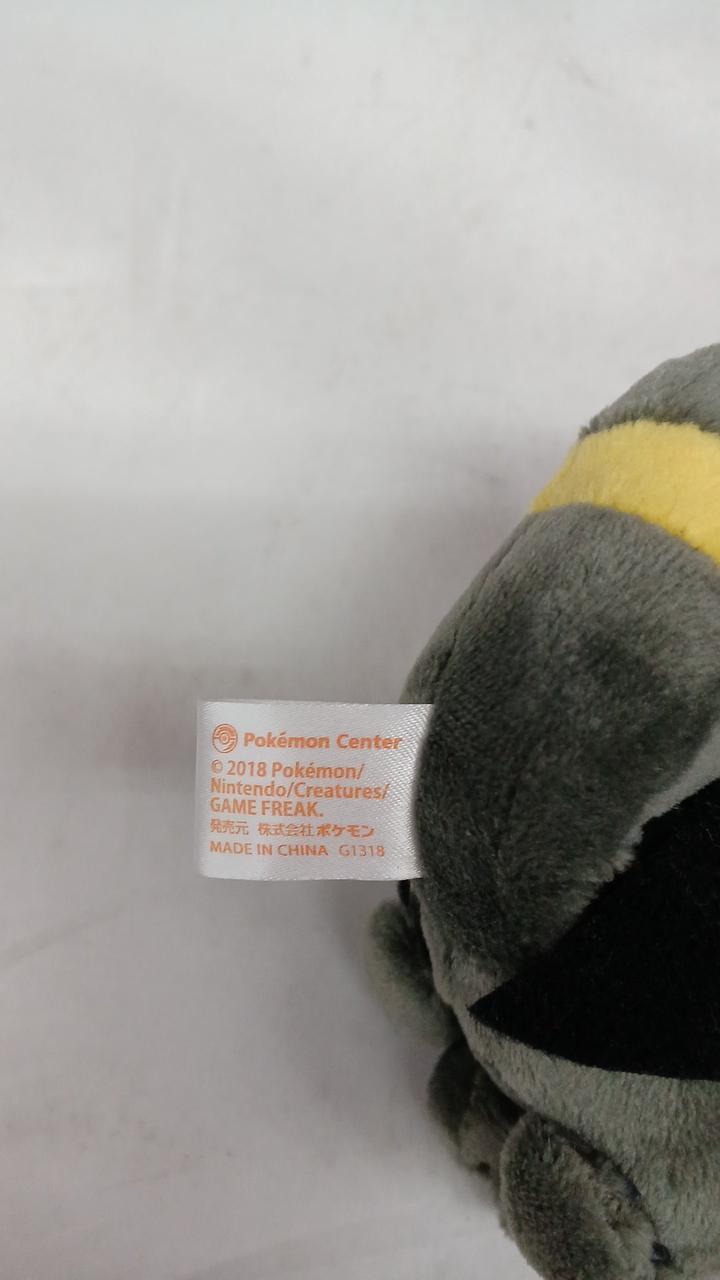 Pokémon Center
© 2018 Pokémon/
Nintendo/Creatures/
GAME FREAK.
発売元 株式会社ポケモン
MADE IN CHINA G1318